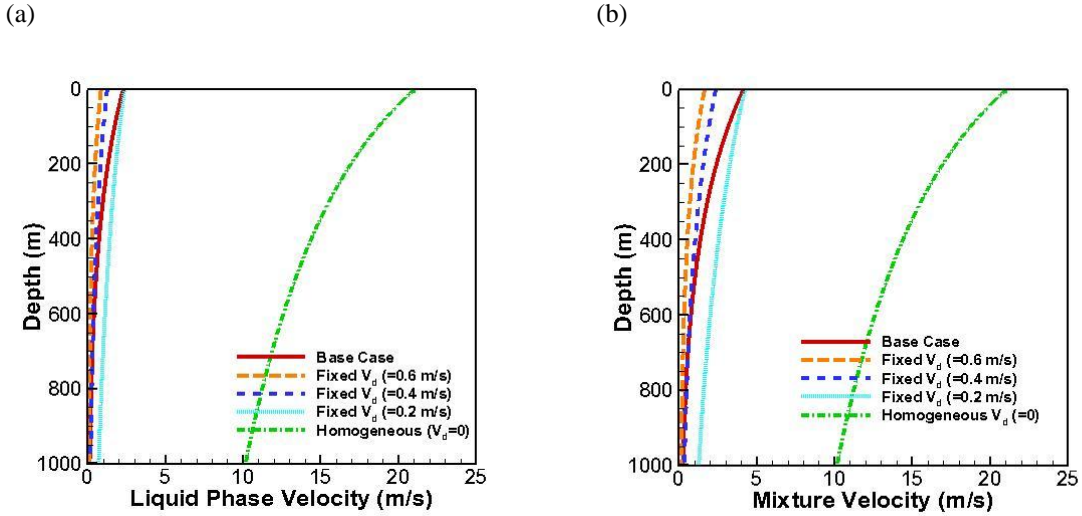 (a)
0
200
400
600
800
1000
Depth (m)
Base Case
Fixed Vd (=0.6 m/s)
Fixed Vd (=0.4 m/s)
Fixed Vd (=0.2 m/s)
Homogeneous (Vd=0)
0 5 10 15 20 25
Liquid Phase Velocity (m/s)
(b)
0
200
400
600
800
1000
Depth (m)
Base Case
Fixed Vd (=0.6 m/s)
Fixed Vd (=0.4 m/s)
Fixed Vd (=0.2 m/s)
Homogeneous Vd (=0)
0 5 10 15 20 25
Mixture Velocity (m/s)